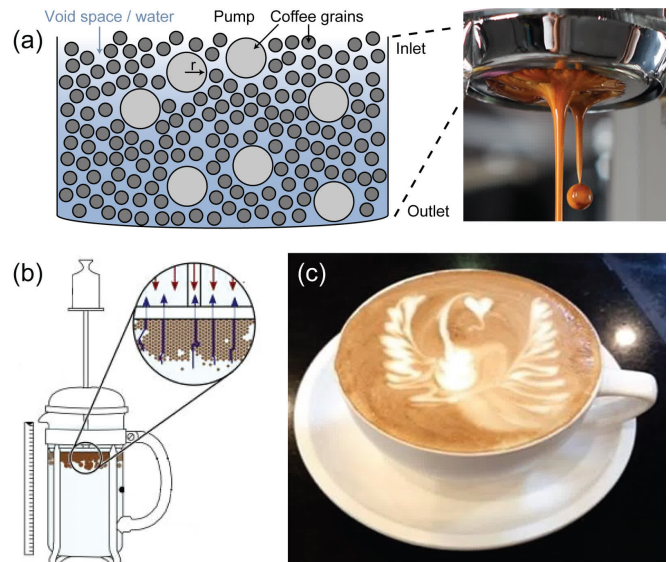 (a)
Void space / water
Pump
Coffee grains
Inlet
r
Outlet
(b)
(c)